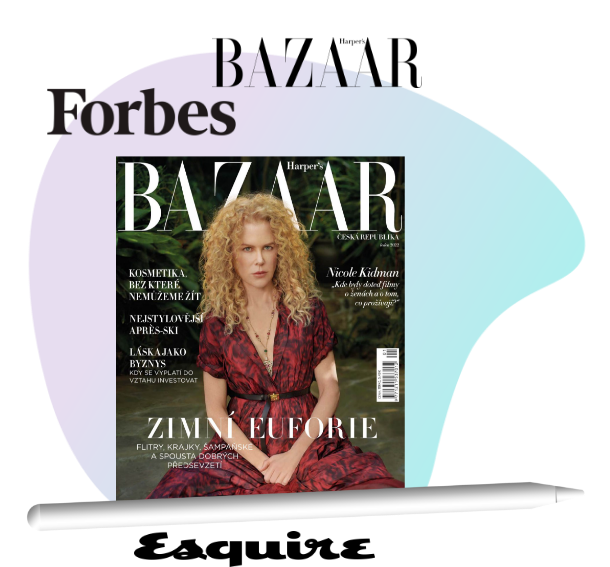 Harper's
BAZAAR
Forbes
Harper's
BAZAAR
ČESKÁ REPUBLIKA
KOSMETIKA,
BEZ KTERÉ
NEMŮŽEME ŽÍT
NEJSTYLOVĚJŠÍ
APRÈS-SKI
LÁSKA JAKO
BYZNYS
KDY SE VYPLATÍ DO
VZTAHU INVESTOVAT
Nicole Kidman
„Kde byly doteď filmy
o ženách a o tom,
co prožívají?“
ZIMNÍ EUFORIE
FLITRY, KRAJKY, ŠAMPAŇSKÉ
A SPOUSTA DOBRÝCH
PŘEDSEVZETÍ
Esquire